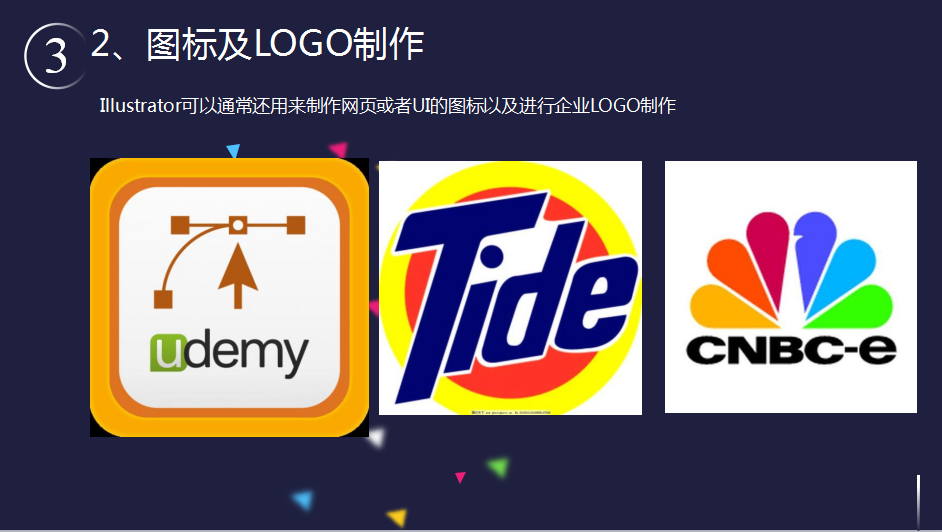 3
2、图标及LOGO制作
Illustrator可以通常还用来制作网页或者UI的图标以及进行企业LOGO制作
udemy
Tide
CNBC-e